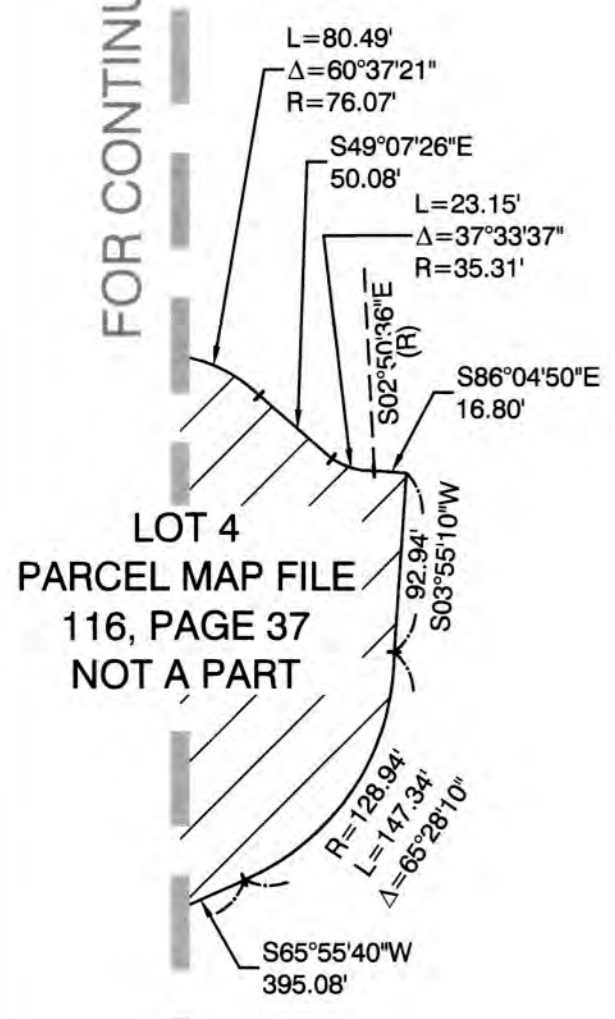 FOR CONTINU
L=80.49'
Δ=60°37'21"
R=76.07'
S49°07'26"E
50.08'
L=23.15'
Δ=37°33'37"
R=35.31'
S02°50'36"E
(R)
S86°04'50"E
16.80'
LOT 4
PARCEL MAP FILE
116, PAGE 37
NOT A PART
92.94'
S03°55'10"W
R=128.94'
L=147.34'
Δ=65°28'10"
S65°55'40"W
395.08'